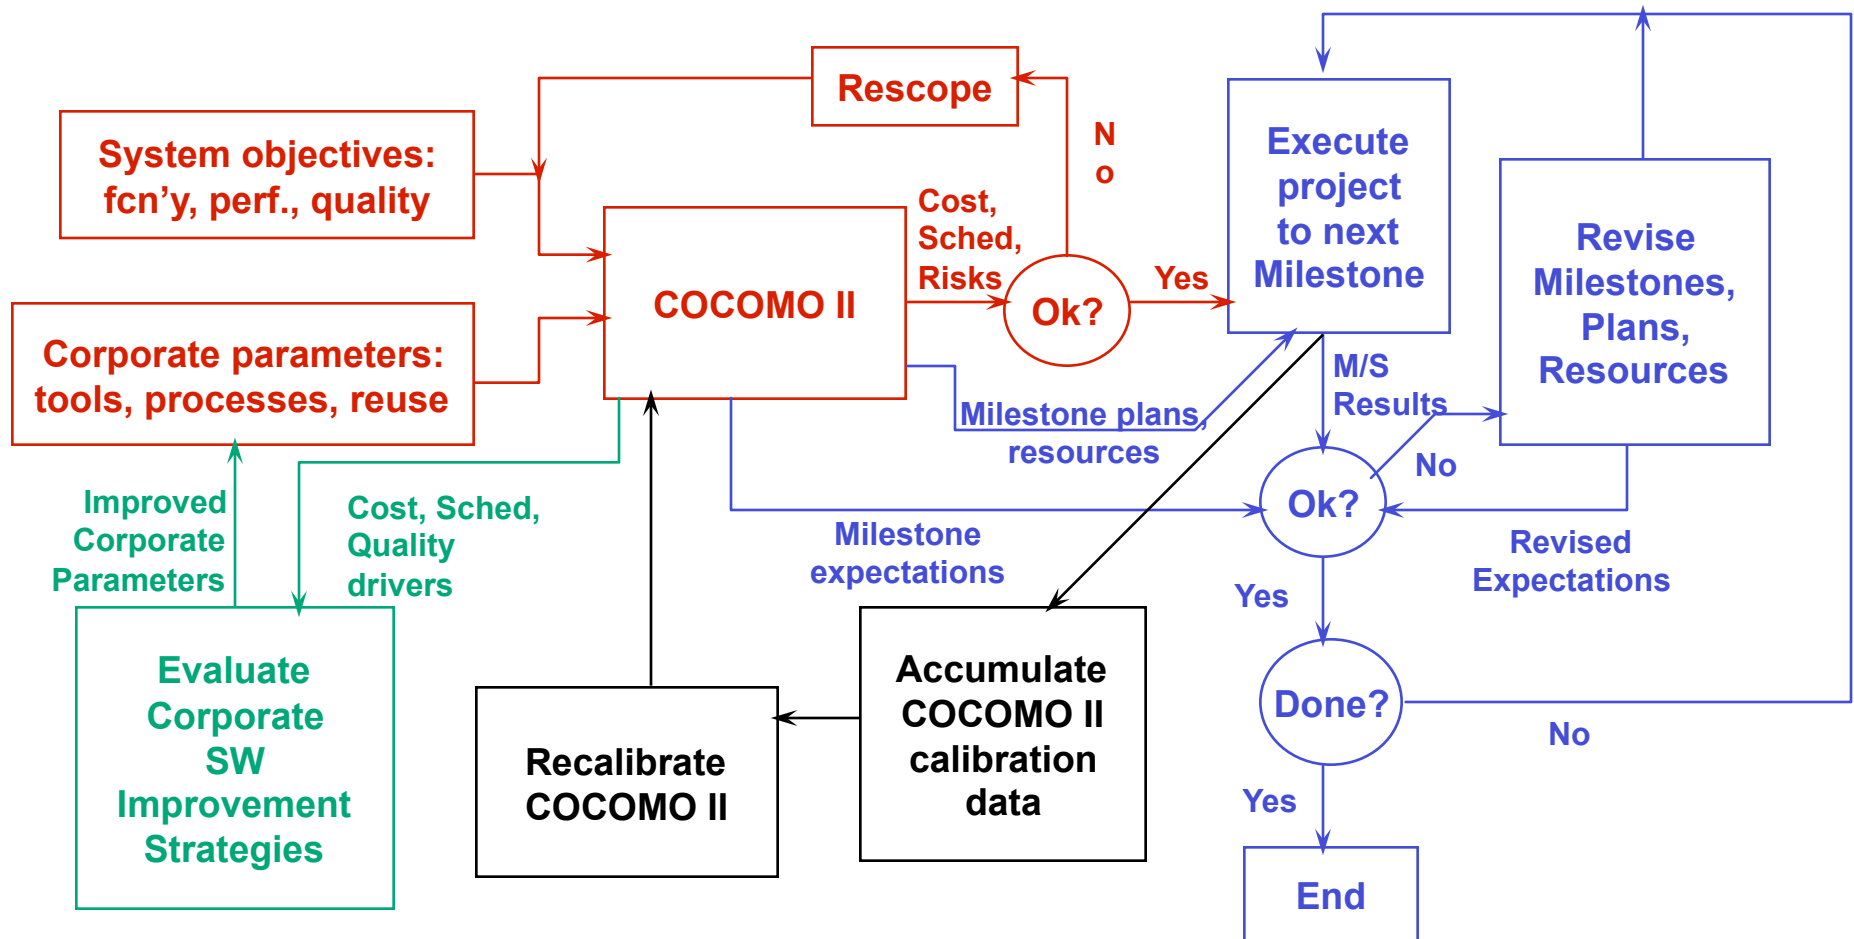 Rescope
System objectives:
fcn'y, perf., quality
N
o
Execute
project
to next
Milestone
Revise
Milestones,
Plans,
Resources
Cost,
Sched,
Risks
COCOMO II
Ok?
Yes
Corporate parameters:
tools, processes, reuse
M/S
Results
Milestone plans,
resources
No
Ok?
Improved
Corporate
Parameters
Cost, Sched,
Quality
drivers
Milestone
expectations
Revised
Expectations
Yes
Evaluate
Corporate
SW
Improvement
Strategies
Recalibrate
COCOMO II
Accumulate
COCOMO II
calibration
data
Done?
No
Yes
End